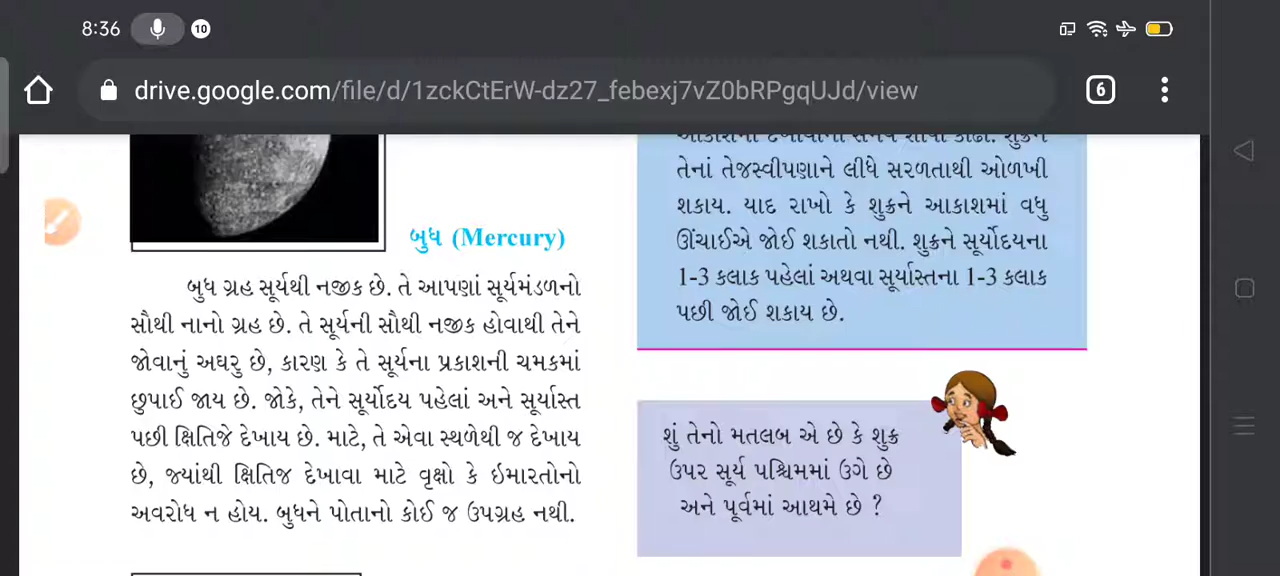 8:36
10
drive.google.com/file/d/1zckCtErW-dz27_febexj7vZ0bRPgqUJd/view
6
બુધ (Mercury)
બુધ ગ્રહ સૂર્યથી નજીક છે. તે આપણાં સૂર્યમંડળનો
સૌથી નાનો ગ્રહ છે. તે સૂર્યની સૌથી નજીક હોવાથી તેને
જોવાનું અઘરુ છે, કારણ કે તે સૂર્યના પ્રકાશની ચમકમાં
છુપાઈ જાય છે. જોકે, તેને સૂર્યોદય પહેલાં અને સૂર્યાસ્ત
પછી ક્ષિતિજે દેખાય છે. માટે, તે એવા સ્થળેથી જ દેખાય
છે, જ્યાંથી ક્ષિતિજ દેખાવા માટે વૃક્ષો કે ઇમારતોનો
અવરોધ ન હોય. બુધને પોતાનો કોઈ જ ઉપગ્રહ નથી.
શુક્રને
તેનાં તેજસ્વીપણાને લીધે સરળતાથી ઓળખી
શકાય. યાદ રાખો કે શુક્રને આકાશમાં વધુ
ઊંચાઈએ જોઈ શકાતો નથી. શુક્રને સૂર્યોદયના
1-3 કલાક પહેલાં અથવા સૂર્યાસ્તના 1-3 કલાક
પછી જોઈ શકાય છે.
શું તેનો મતલબ એ છે કે શુક્ર
ઉપર સૂર્ય પશ્ચિમમાં ઉગે છે
અને પૂર્વમાં આથમે છે ?